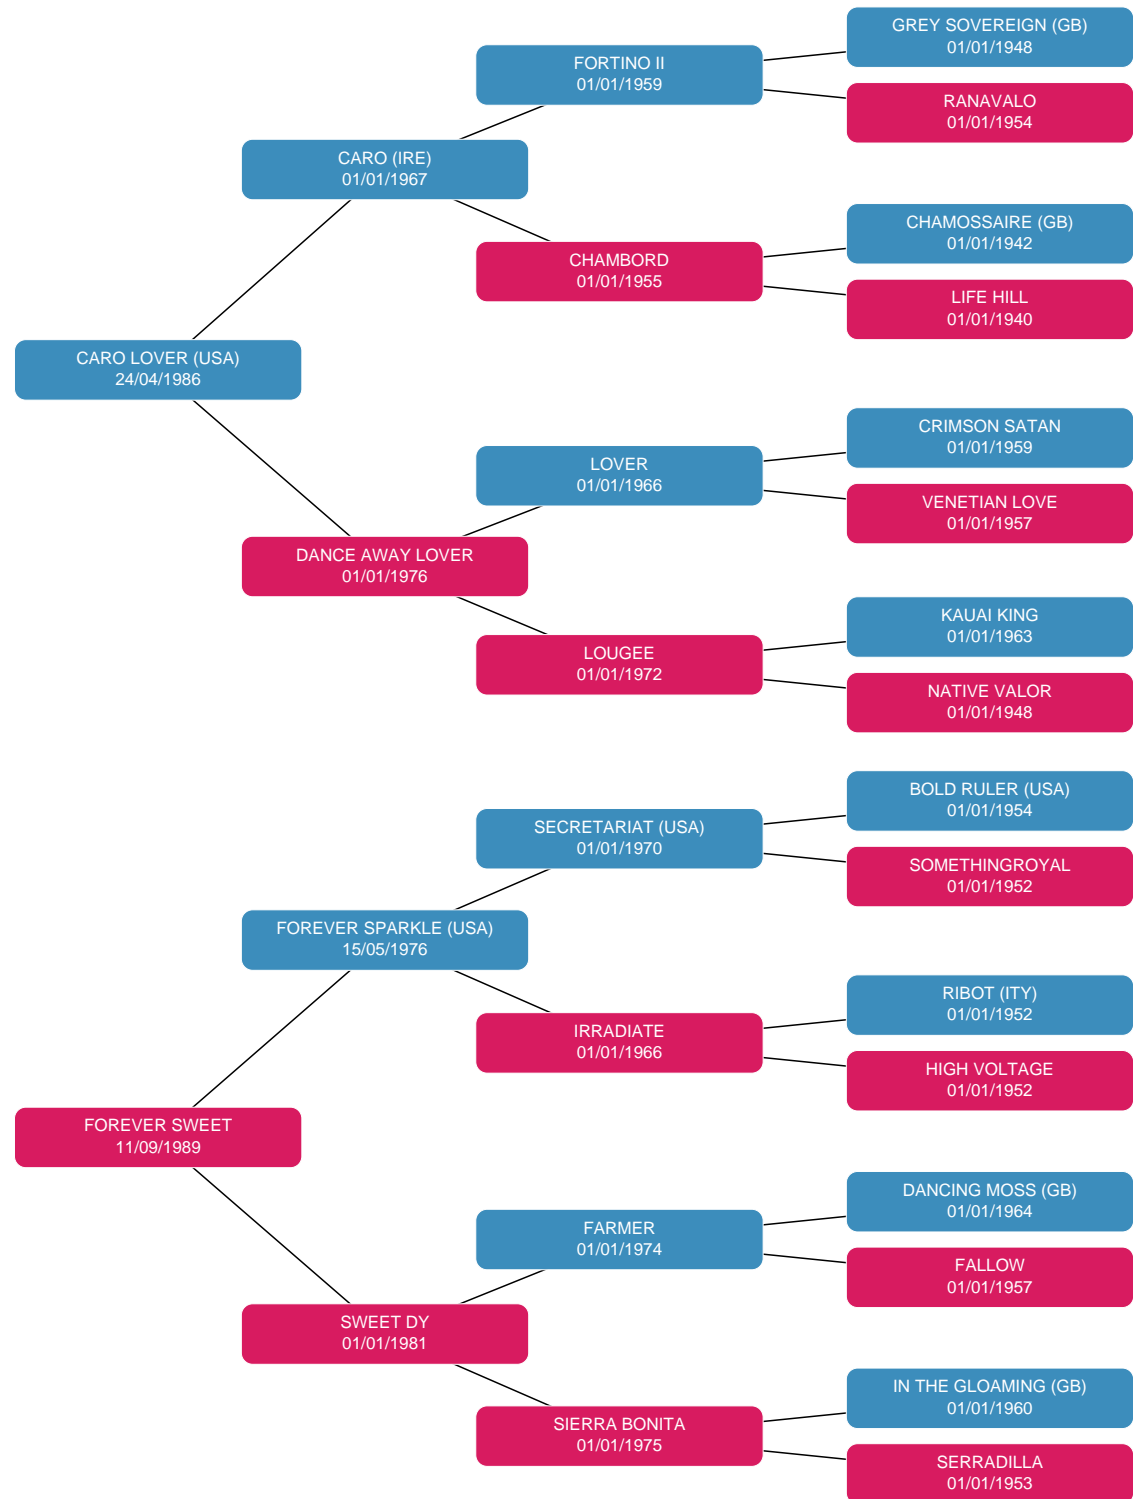 GREY SOVEREIGN (GB)
01/01/1948
FORTINO II
01/01/1959
RANAVALO
01/01/1954
CARO (IRE)
01/01/1967
CHAMOSSAIRE (GB)
01/01/1942
CHAMBORD
01/01/1955
LIFE HILL
01/01/1940
CARO LOVER (USA)
24/04/1986
CRIMSON SATAN
01/01/1959
LOVER
01/01/1966
VENETIAN LOVE
01/01/1957
DANCE AWAY LOVER
01/01/1976
KAUAI KING
01/01/1963
LOUGEE
01/01/1972
NATIVE VALOR
01/01/1948
BOLD RULER (USA)
01/01/1954
SECRETARIAT (USA)
01/01/1970
SOMETHINGROYAL
01/01/1952
FOREVER SPARKLE (USA)
15/05/1976
RIBOT (ITY)
01/01/1952
IRRADIATE
01/01/1966
HIGH VOLTAGE
01/01/1952
FOREVER SWEET
11/09/1989
DANCING MOSS (GB)
01/01/1964
FARMER
01/01/1974
FALLOW
01/01/1957
SWEET DY
01/01/1981
IN THE GLOAMING (GB)
01/01/1960
SIERRA BONITA
01/01/1975
SERRADILLA
01/01/1953